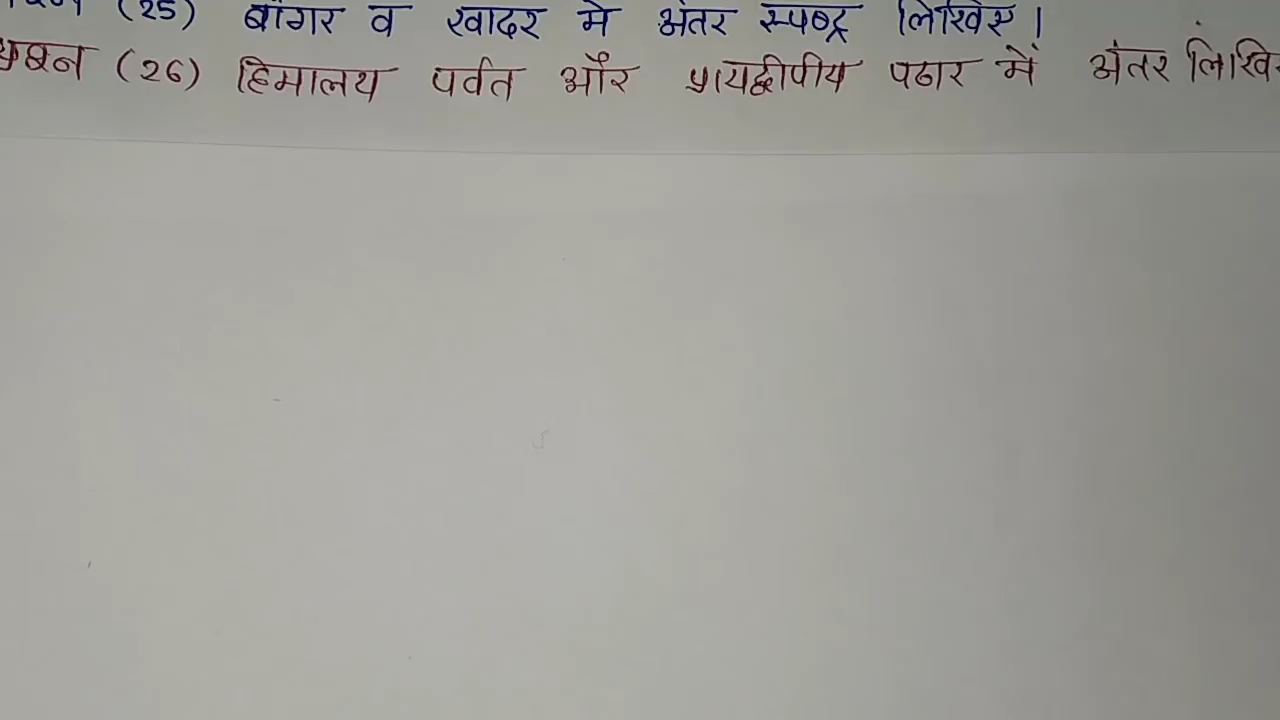 (25) बांगर व खादर मे अंतर स्पष्ट लिखिए।
प्रश्न (26) हिमालय पर्वत और प्रायद्वीपीय पठार में अंतर